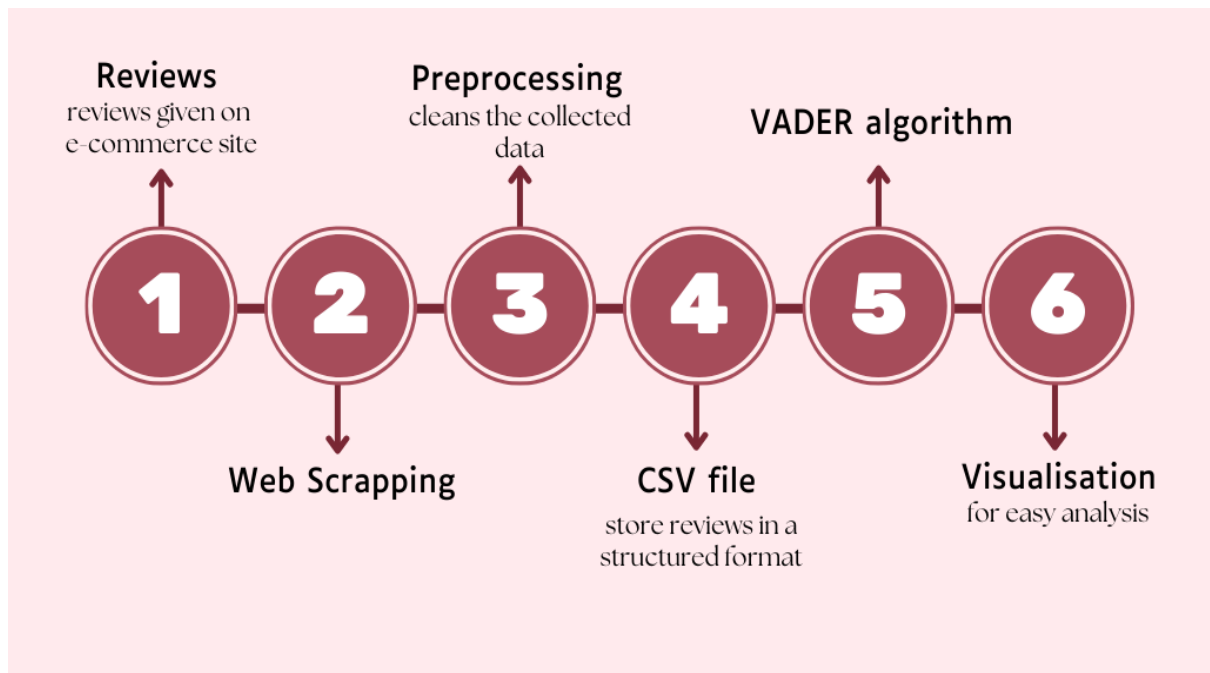 Reviews
reviews given on
e-commerce site
Preprocessing
cleans the collected
data
VADER algorithm
1
2
3
4
5
6
Web Scrapping
CSV file
store reviews in a
structured format
Visualisation
for easy analysis